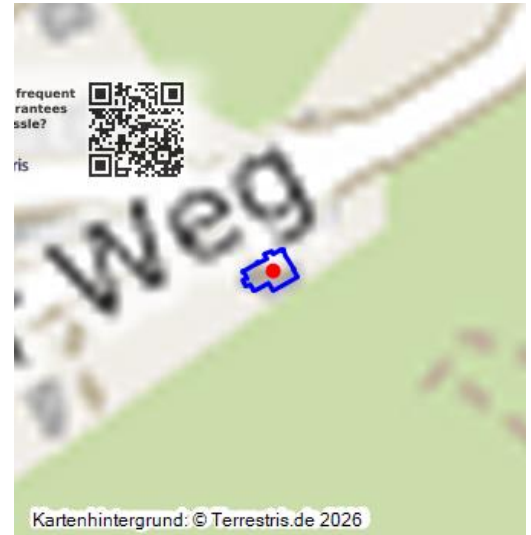 frequent
rantees
ssle?
ris
Weg
Kartenhintergrund: © Terrestris.de 2026